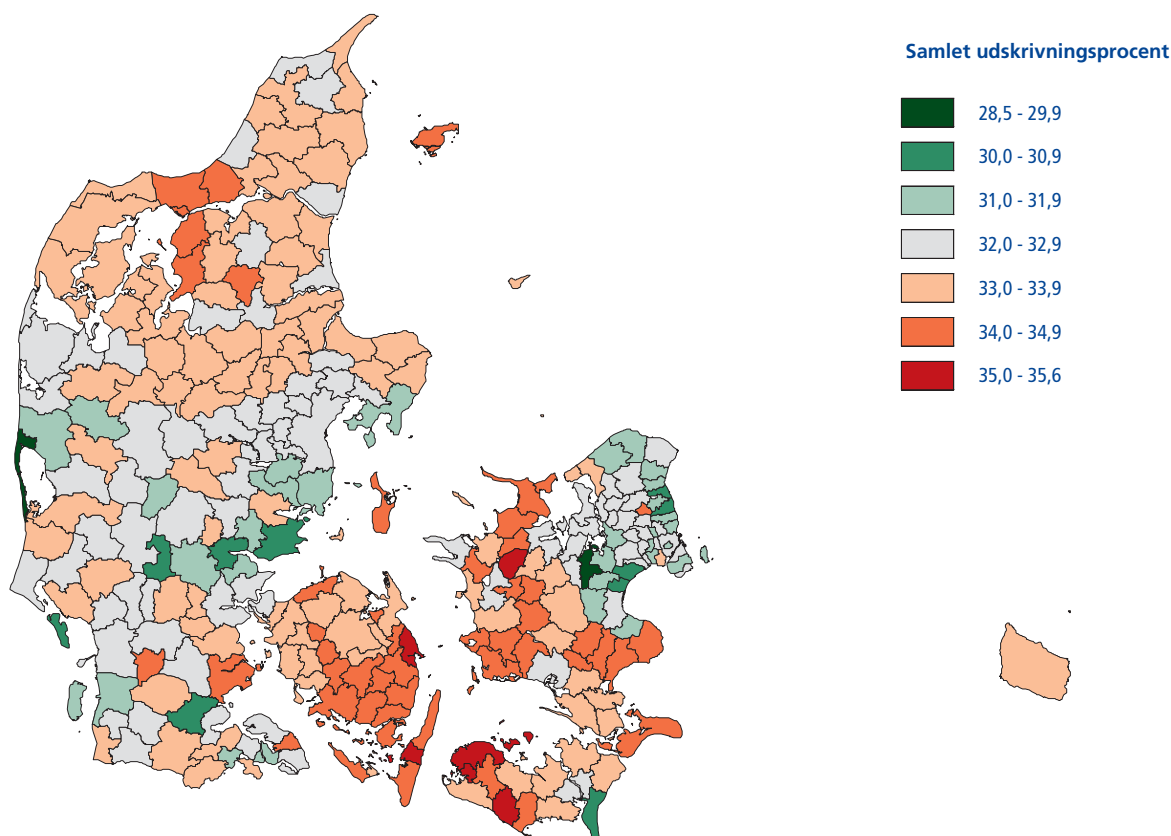 Samlet udskrivningsprocent
28,5 - 29,9
30,0 - 30,9
31,0 - 31,9
32,0 - 32,9
33,0 - 33,9
34,0 - 34,9
35,0 - 35,6